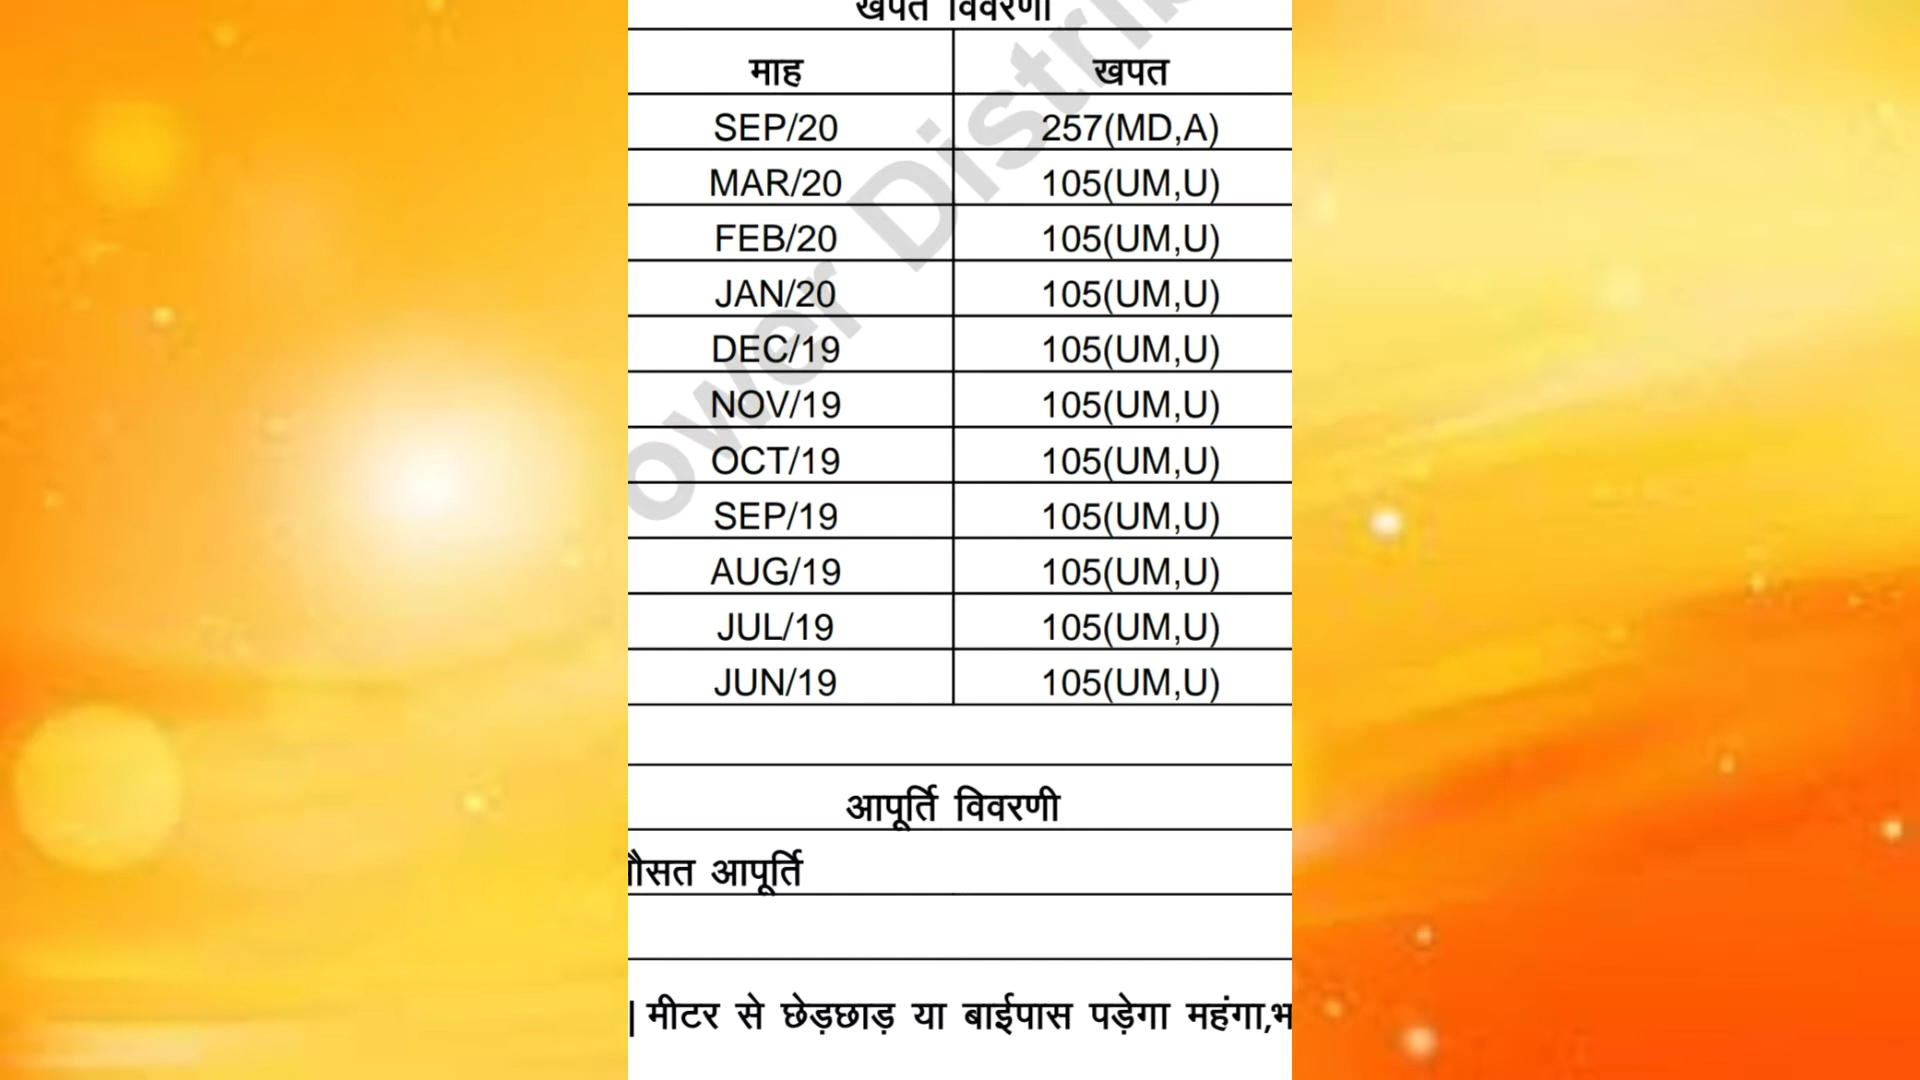 खपत विवरणी
माह खपत
SEP/20 257(MD,A)
MAR/20 105(UM,U)
FEB/20 105(UM,U)
JAN/20 105(UM,U)
DEC/19 105(UM,U)
NOV/19 105(UM,U)
OCT/19 105(UM,U)
SEP/19 105(UM,U)
AUG/19 105(UM,U)
JUL/19 105(UM,U)
JUN/19 105(UM,U)
आपूर्ति विवरणी
आपूर्ति
| मीटर से छेड़छाड़ या बाईपास पड़ेगा महंगा,
ower Distrib